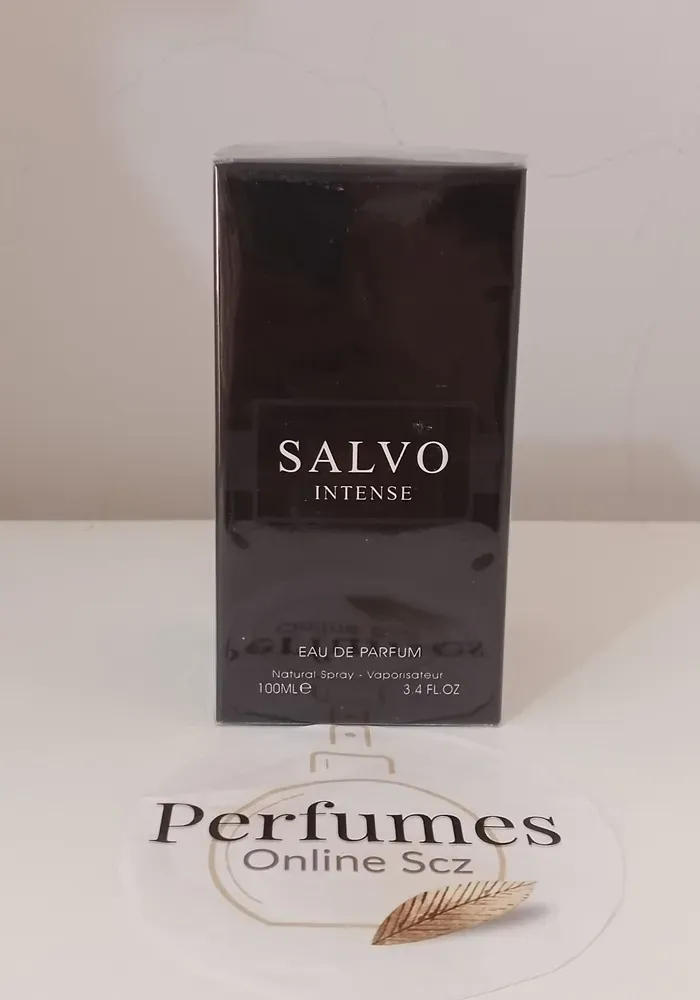 SALVO
INTENSE
EAU DE PARFUM
Natural Spray - Vaporisateur
100ML℮ 3.4 FL.OZ
Perfumes
Online Scz